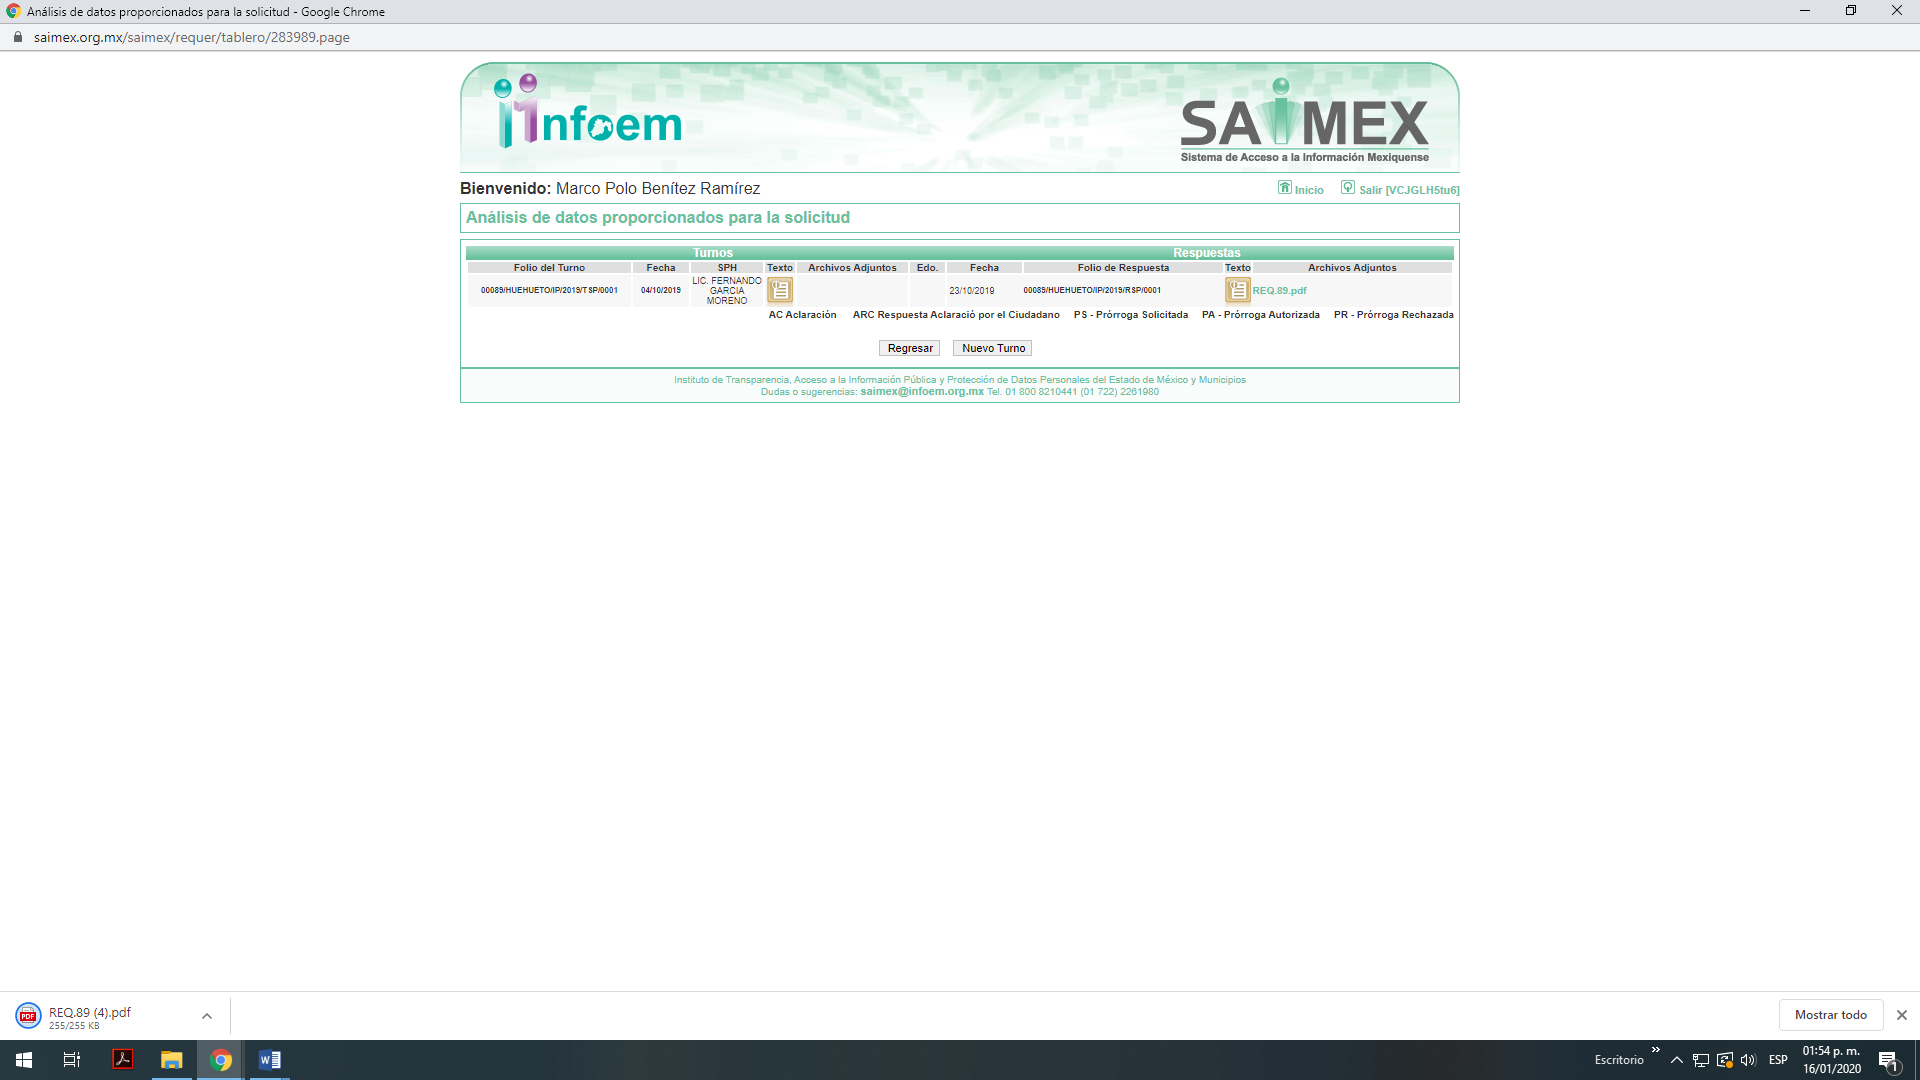 Análisis de datos proporcionados para la solicitud - Google Chrome
saimex.org.mx/saimex/requer/tablero/283989.page
infoem
SAIMEX
Sistema de Acceso a la Información Mexiquense
Bienvenido: Marco Polo Benítez Ramírez
Inicio Salir [VCJGLH5tu6]
Análisis de datos proporcionados para la solicitud
Turnos Respuestas
Folio del Turno Fecha SPH Texto Archivos Adjuntos Edo. Fecha Folio de Respuesta Texto Archivos Adjuntos
00089/HUEHUETO/IP/2019/TSP/0001 04/10/2019 LIC. FERNANDO GARCIA MORENO 23/10/2019 00089/HUEHUETO/IP/2019/RSP/0001 REQ.89.pdf
AC Aclaración ARC Respuesta Aclaració por el Ciudadano PS - Prórroga Solicitada PA - Prórroga Autorizada PR - Prórroga Rechazada
Regresar Nuevo Turno
Instituto de Transparencia, Acceso a la Información Pública y Protección de Datos Personales del Estado de México y Municipios
Dudas o sugerencias: saimex@infoem.org.mx Tel. 01 800 8210441 (01 722) 2261980
REQ.89 (4).pdf
255/255 KB
Mostrar todo
Escritorio
ESP
01:54 p. m.
16/01/2020
1